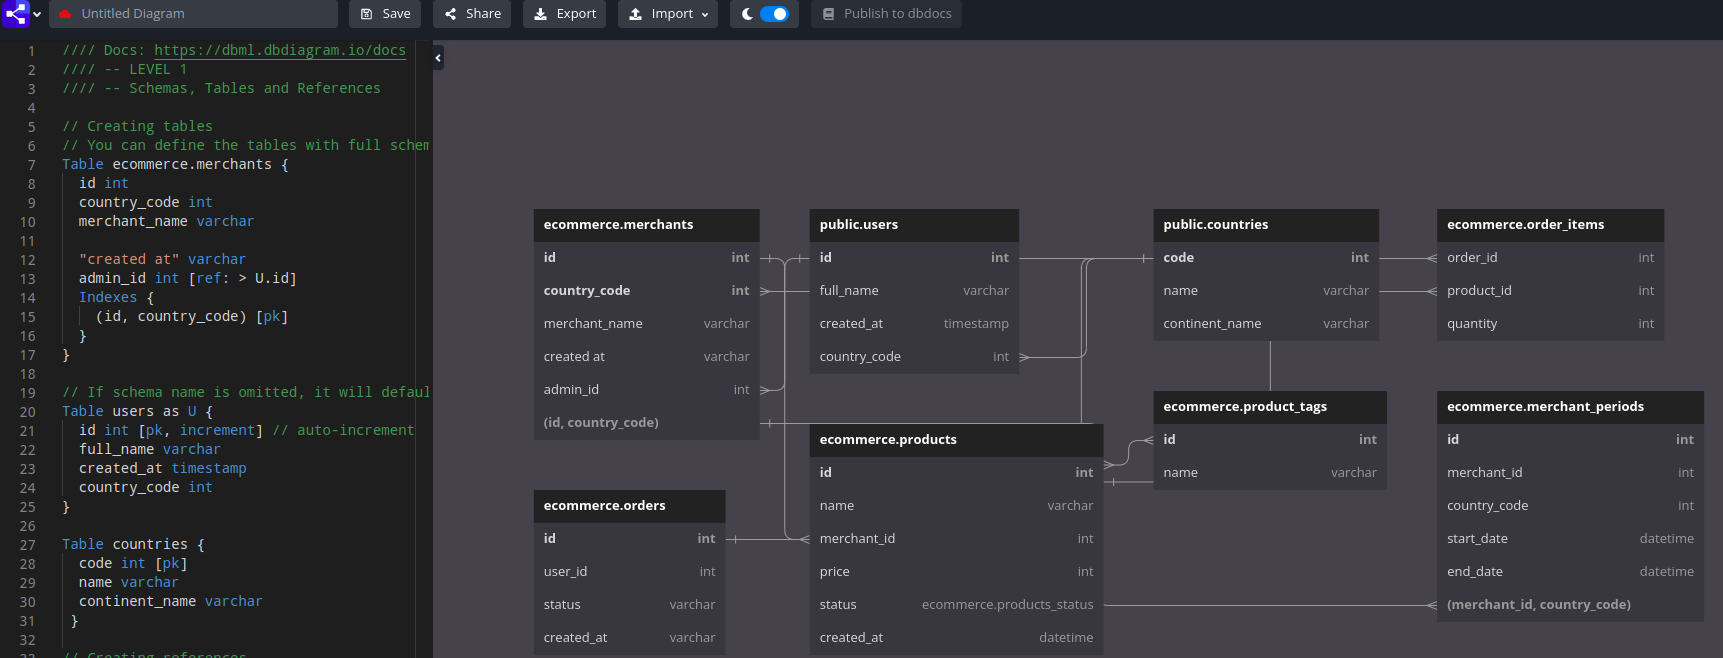 Untitled Diagram
Save
Share
Export
Import
Publish to dbdocs
1 //// Docs: https://dbml.dbdiagram.io/docs
2 //// -- LEVEL 1
3 //// -- Schemas, Tables and References
4
5 // Creating tables
6 // You can define the tables with full schem
7 Table ecommerce.merchants {
8 id int
9 country_code int
10 merchant_name varchar
11
12 "created at" varchar
13 admin_id int [ref: > U.id]
14 Indexes {
15 (id, country_code) [pk]
16 }
17 }
18
19 // If schema name is omitted, it will defaul
20 Table users as U {
21 id int [pk, increment] // auto-increment
22 full_name varchar
23 created_at timestamp
24 country_code int
25 }
26
27 Table countries {
28 code int [pk]
29 name varchar
30 continent_name varchar
31 }
32
33 // Creating references
ecommerce.merchants
id int
country_code int
merchant_name varchar
created at varchar
admin_id int
(id, country_code)
public.users
id int
full_name varchar
created_at timestamp
country_code int
public.countries
code int
name varchar
continent_name varchar
ecommerce.order_items
order_id int
product_id int
quantity int
ecommerce.orders
id int
user_id int
status varchar
created_at varchar
ecommerce.products
id int
name varchar
merchant_id int
price int
status ecommerce.products_status
created_at datetime
ecommerce.product_tags
id int
name varchar
ecommerce.merchant_periods
id int
merchant_id int
country_code int
start_date datetime
end_date datetime
(merchant_id, country_code)